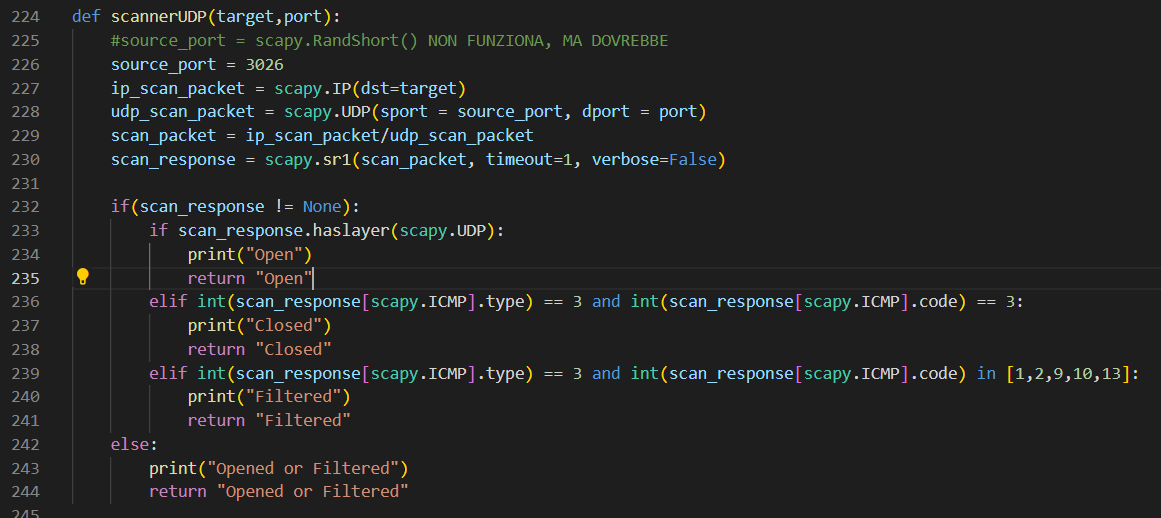 224 def scannerUDP(target,port):
225     #source_port = scapy.RandShort() NON FUNZIONA, MA DOVREBBE
226     source_port = 3026
227     ip_scan_packet = scapy.IP(dst=target)
228     udp_scan_packet = scapy.UDP(sport = source_port, dport = port)
229     scan_packet = ip_scan_packet/udp_scan_packet
230     scan_response = scapy.sr1(scan_packet, timeout=1, verbose=False)
231
232     if(scan_response != None):
233         if scan_response.haslayer(scapy.UDP):
234             print("Open")
235             return "Open"
236         elif int(scan_response[scapy.ICMP].type) == 3 and int(scan_response[scapy.ICMP].code) == 3:
237             print("Closed")
238             return "Closed"
239         elif int(scan_response[scapy.ICMP].type) == 3 and int(scan_response[scapy.ICMP].code) in [1,2,9,10,13]:
240             print("Filtered")
241             return "Filtered"
242     else:
243         print("Opened or Filtered")
244         return "Opened or Filtered"
245